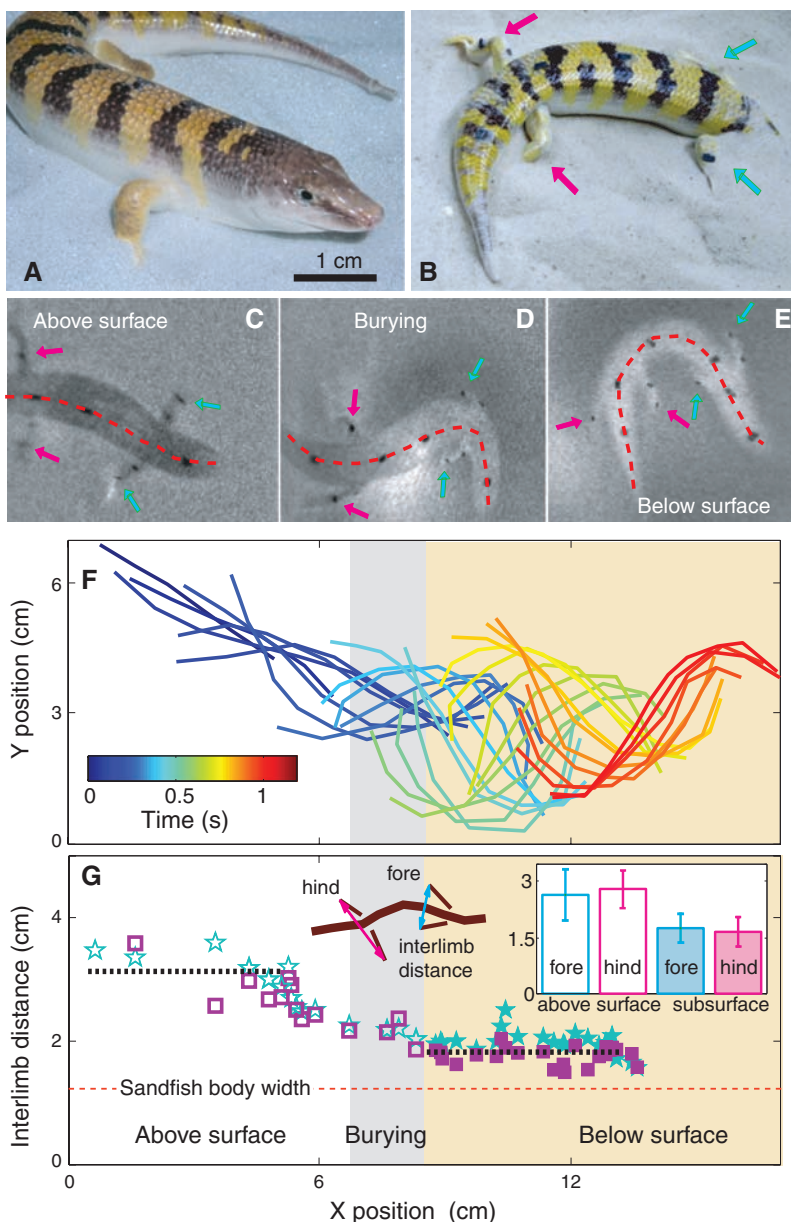 A
1 cm
B
Above surface
C
Burying
D
E
Below surface
F
6
3
0
Y position (cm)
0 0.5 1
Time (s)
G
4
2
0
Interlimb distance (cm)
hind
fore
interlimb
distance
3
1.5
0
fore
hind
fore
hind
above surface subsurface
Sandfish body width
Above surface
Burying
Below surface
0 6 12
X position (cm)